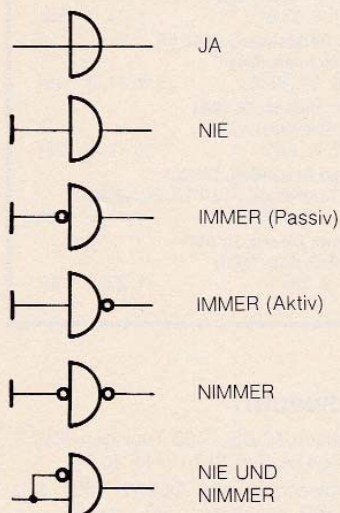 JA
NIE
IMMER (Passiv)
IMMER (Aktiv)
NIMMER
NIE UND
NIMMER